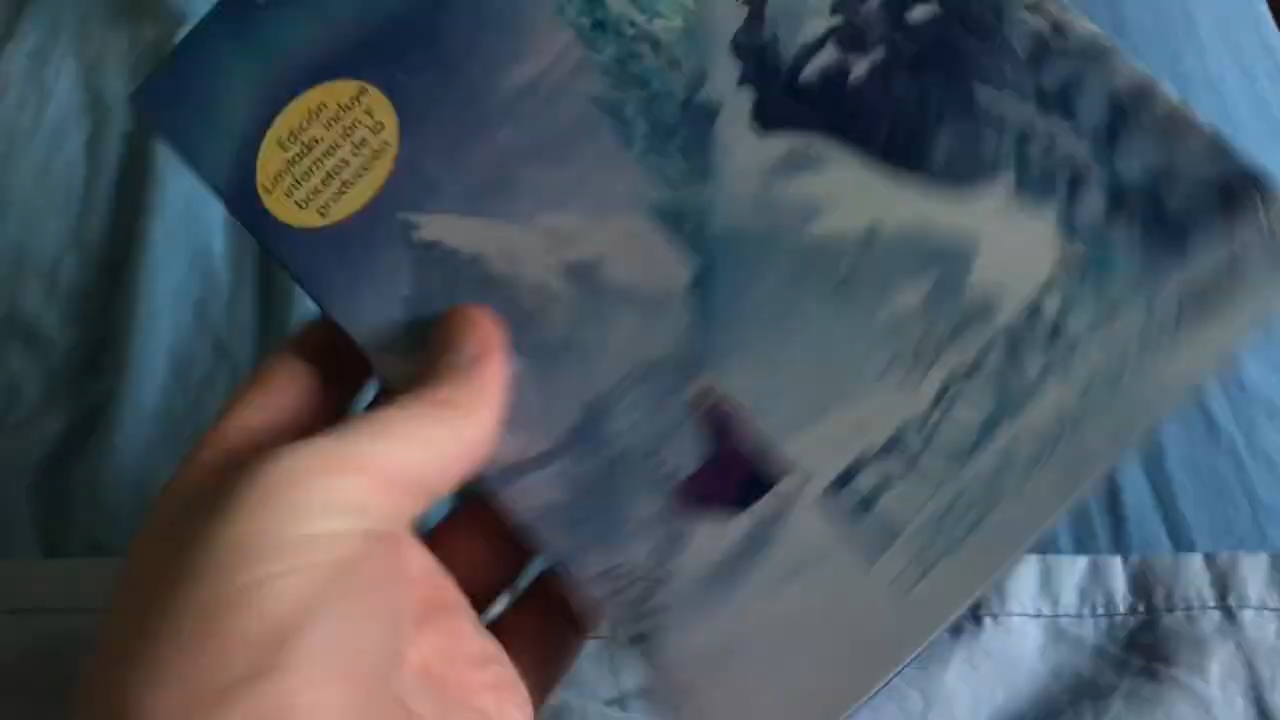 Edición
Limitada, incluye
información y
bocetos de la
producción